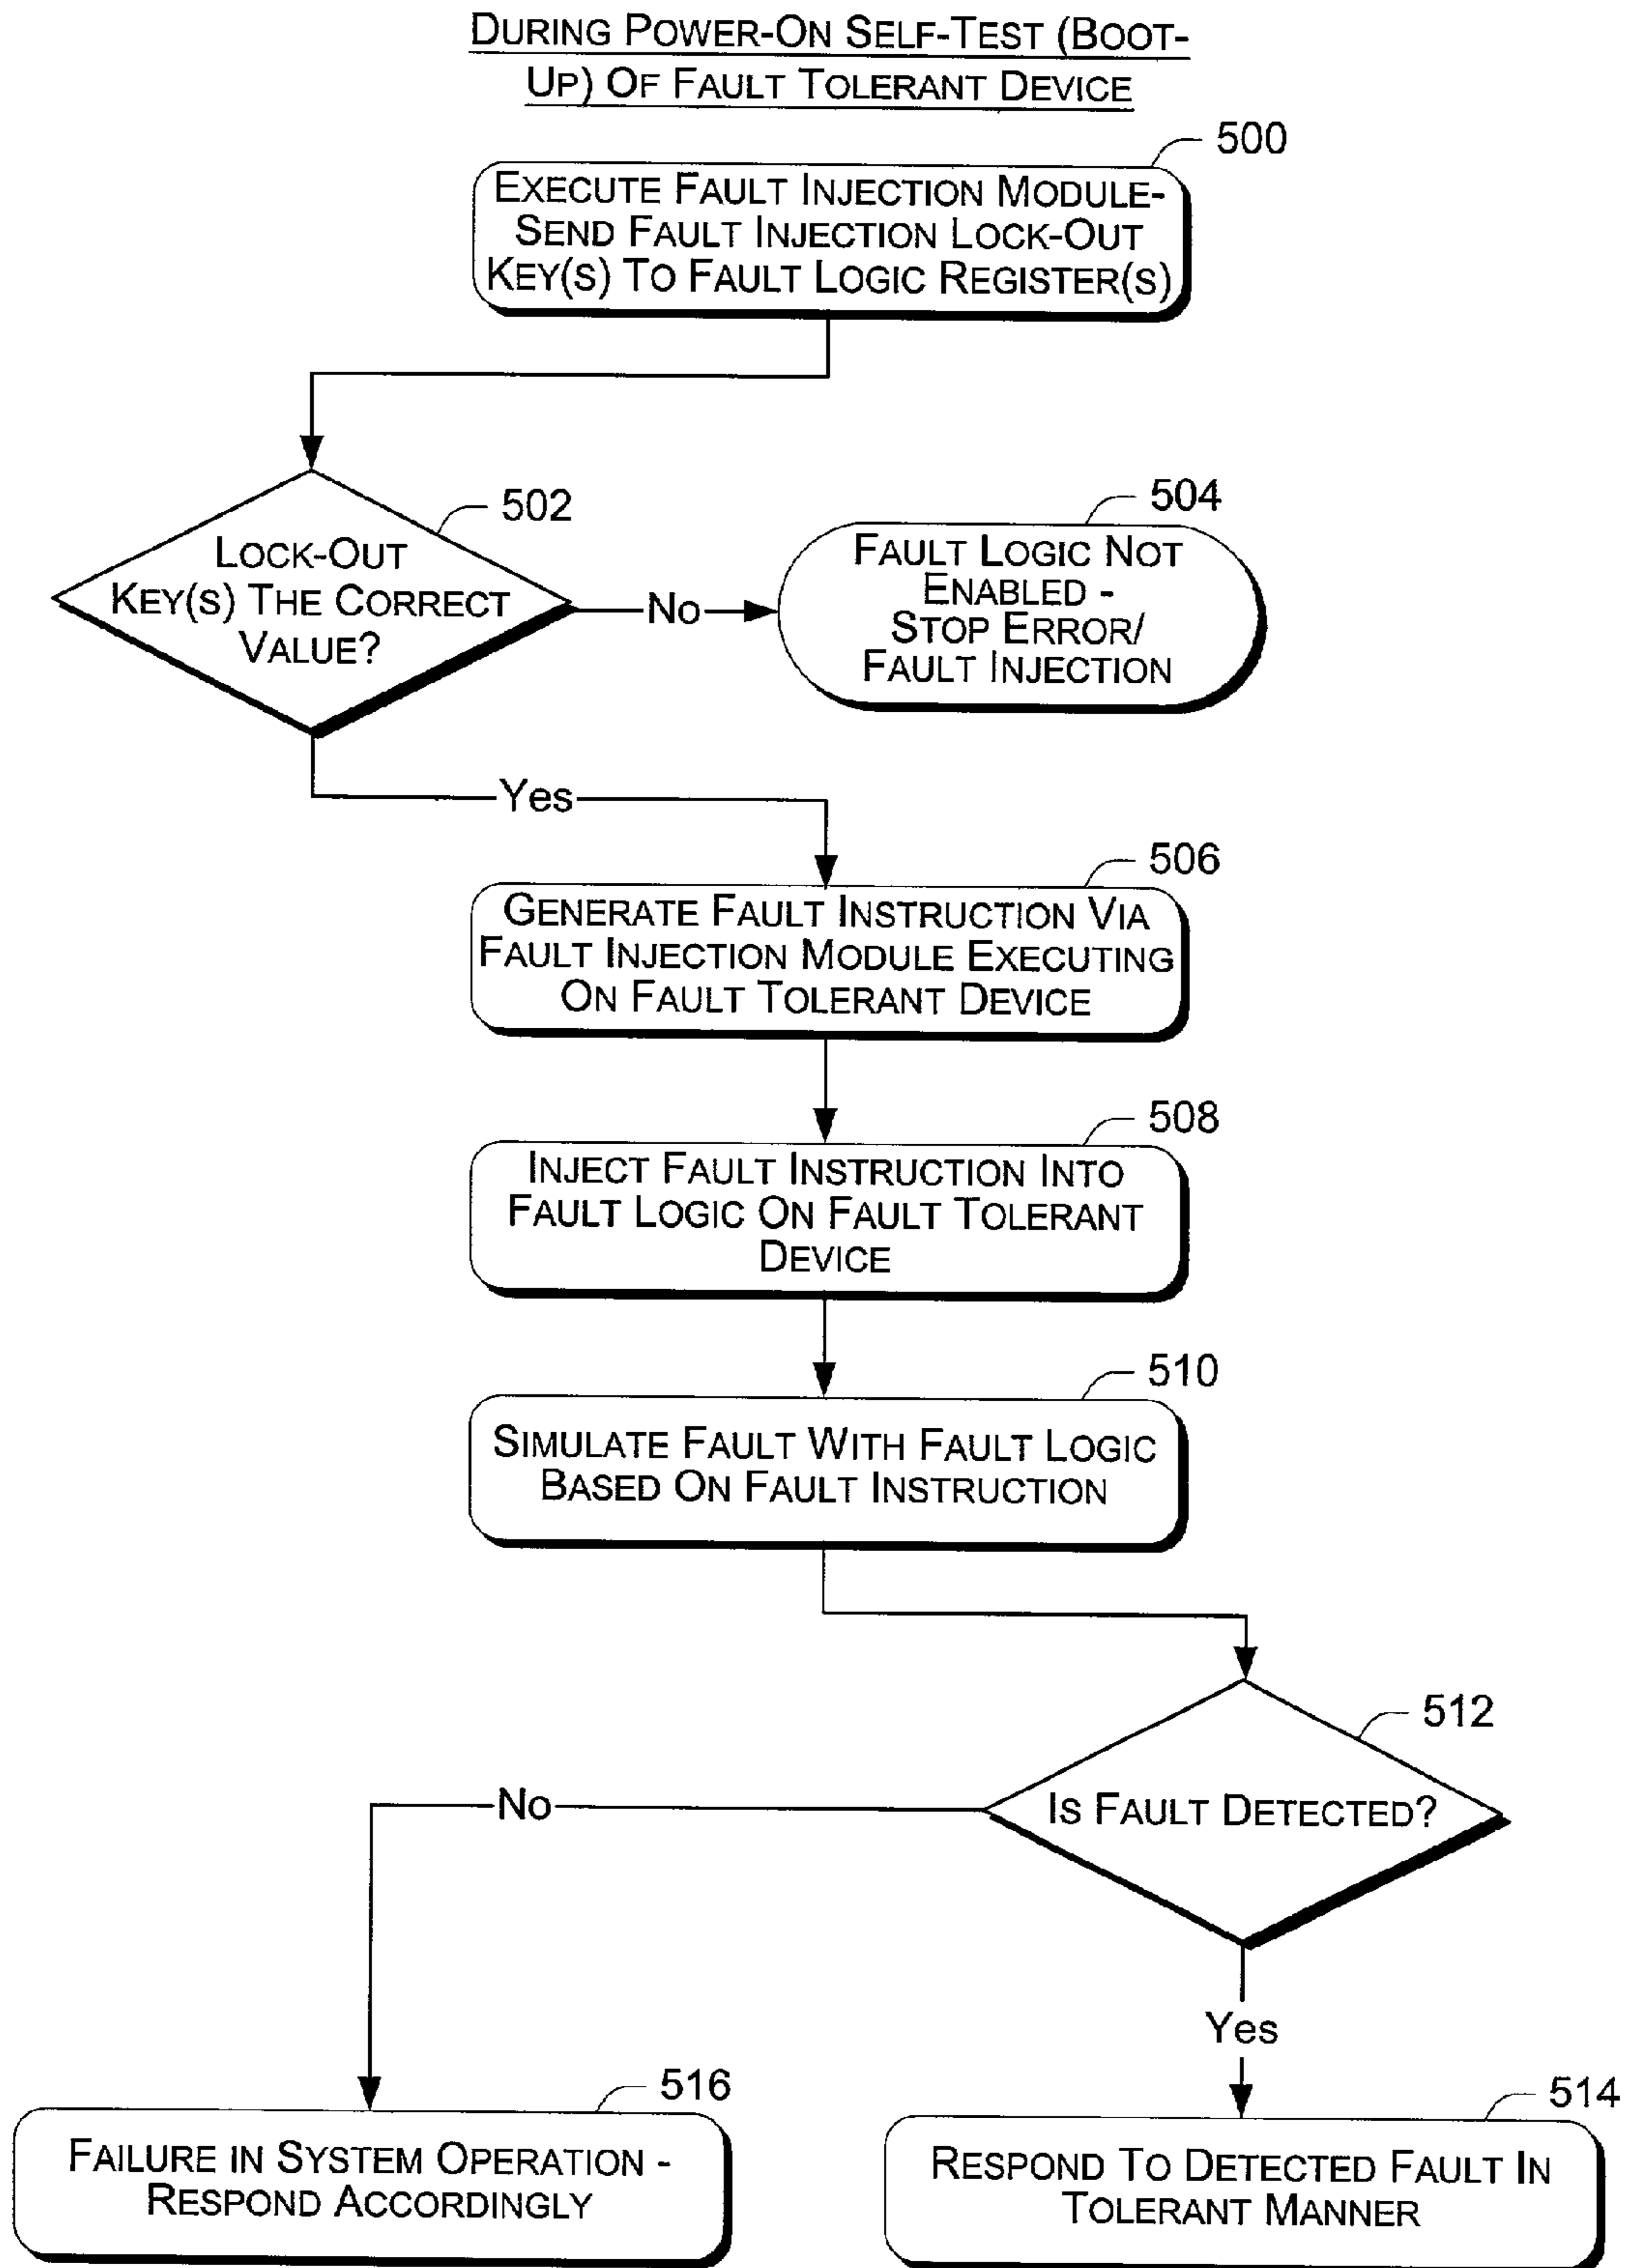 DURING POWER-ON SELF-TEST (BOOT-
UP) OF FAULT TOLERANT DEVICE
500
EXECUTE FAULT INJECTION MODULE-
SEND FAULT INJECTION LOCK-OUT
KEY(S) TO FAULT LOGIC REGISTER(S)
502
LOCK-OUT
KEY(S) THE CORRECT
VALUE?
No
504
FAULT LOGIC NOT
ENABLED -
STOP ERROR/
FAULT INJECTION
Yes
506
GENERATE FAULT INSTRUCTION VIA
FAULT INJECTION MODULE EXECUTING
ON FAULT TOLERANT DEVICE
508
INJECT FAULT INSTRUCTION INTO
FAULT LOGIC ON FAULT TOLERANT
DEVICE
510
SIMULATE FAULT WITH FAULT LOGIC
BASED ON FAULT INSTRUCTION
512
IS FAULT DETECTED?
No
Yes
516
FAILURE IN SYSTEM OPERATION -
RESPOND ACCORDINGLY
514
RESPOND TO DETECTED FAULT IN
TOLERANT MANNER